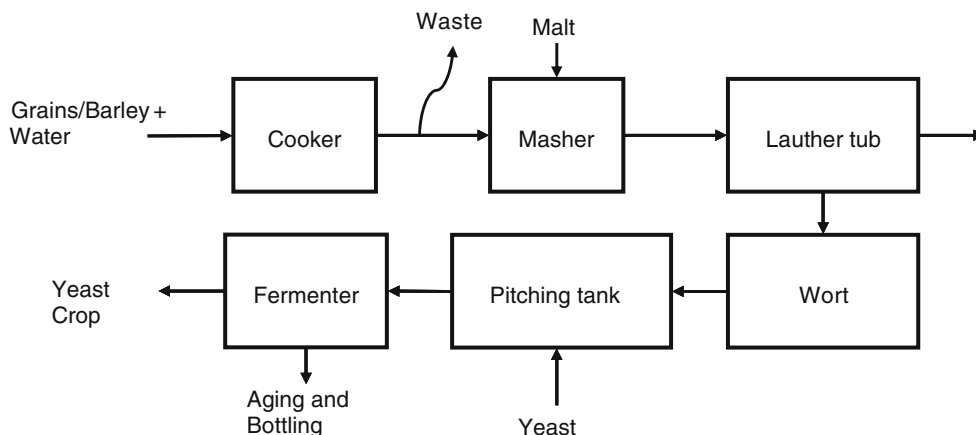 Waste
Malt
Grains/Barley +
Water
Cooker
Masher
Lauther tub
Yeast
Crop
Fermenter
Pitching tank
Wort
Aging and
Bottling
Yeast